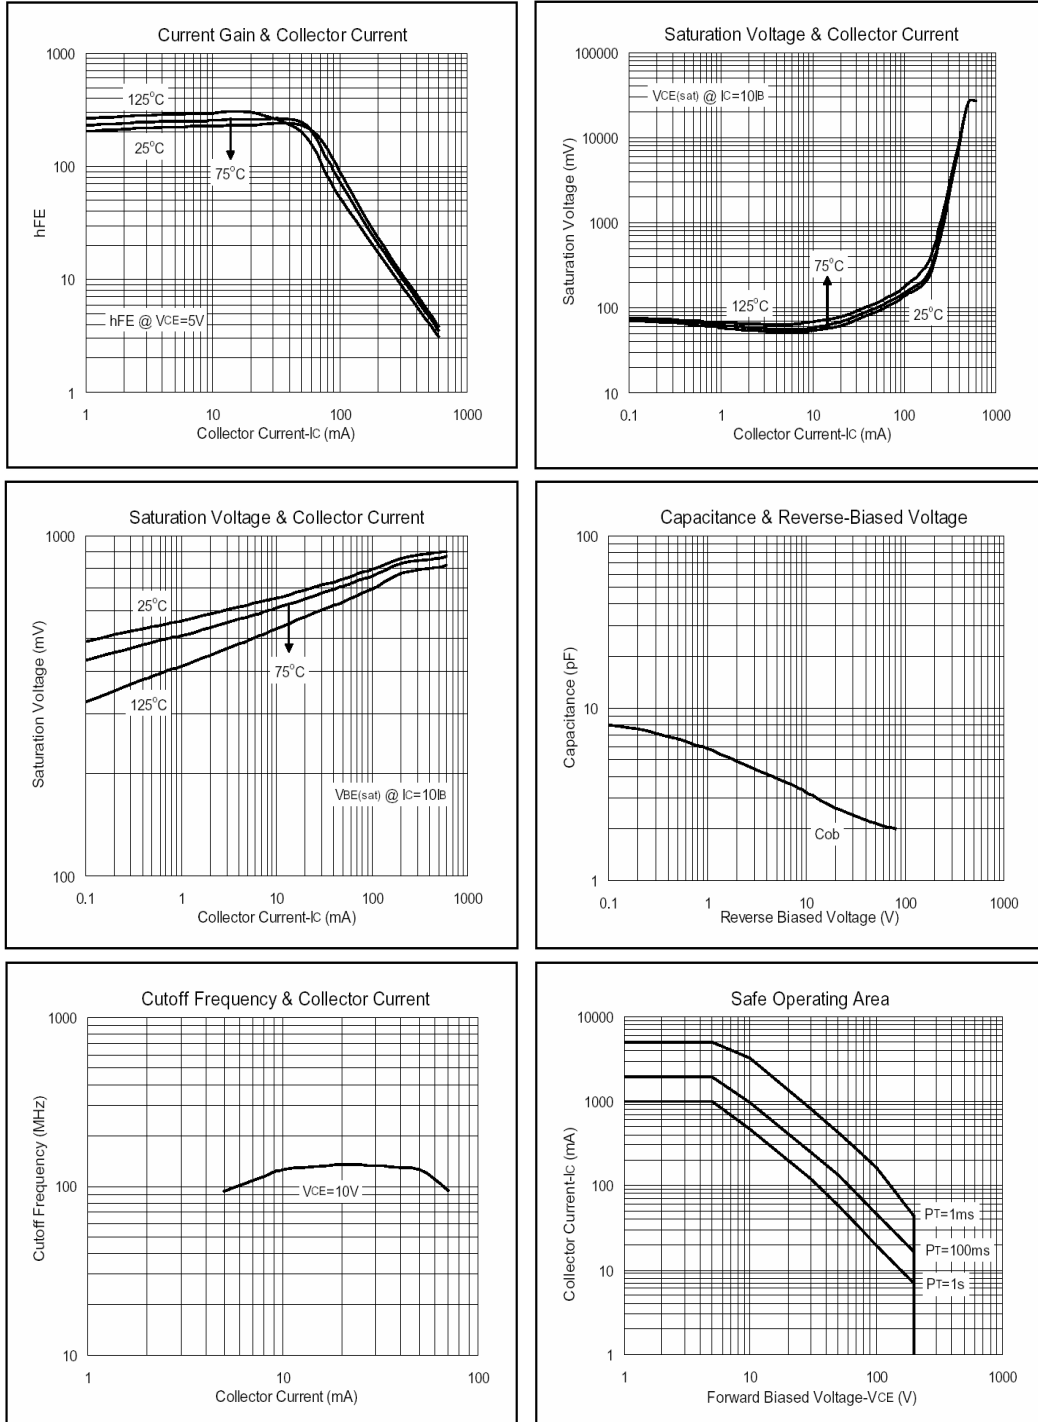 Current Gain & Collector Current
1000
100
10
1
hFE
125°C
25°C
75°C
hFE @ VCE=5V
1
10
100
1000
Collector Current-IC (mA)
Saturation Voltage & Collector Current
100000
10000
1000
100
10
Saturation Voltage (mV)
VCE(sat) @ IC=10IB
75°C
125°C
25°C
0.1
1
10
100
1000
Collector Current-IC (mA)
Saturation Voltage & Collector Current
1000
100
Saturation Voltage (mV)
25°C
75°C
125°C
VBE(sat) @ IC=10IB
0.1
1
10
100
1000
Collector Current-IC (mA)
Capacitance & Reverse-Biased Voltage
100
10
1
Capacitance (pF)
Cob
0.1
1
10
100
1000
Reverse Biased Voltage (V)
Cutoff Frequency & Collector Current
1000
100
10
Cutoff Frequency (MHz)
VCE=10V
1
10
100
Collector Current (mA)
Safe Operating Area
10000
1000
100
10
1
Collector Current-IC (mA)
PT=1ms
PT=100ms
PT=1s
1
10
100
1000
Forward Biased Voltage-VCE (V)